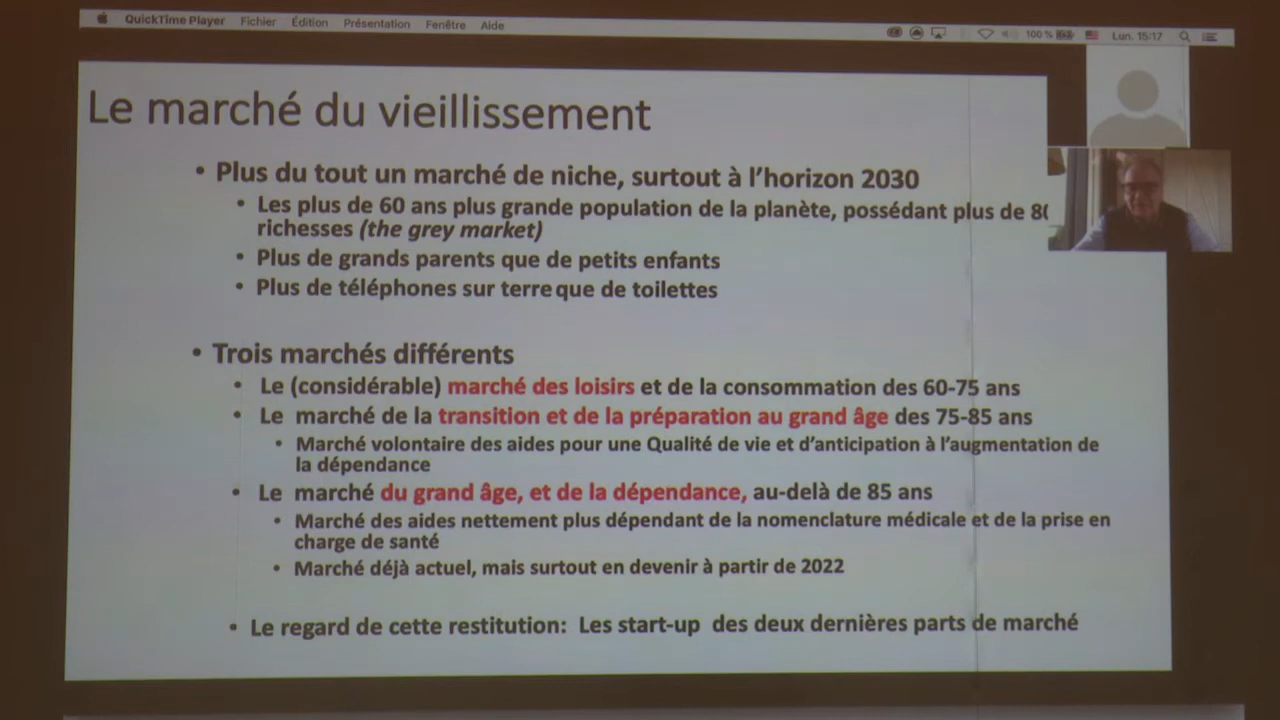 QuickTime Player Fichier Édition Présentation Fenêtre Aide 100 % Lun. 15:17
Le marché du vieillissement
• Plus du tout un marché de niche, surtout à l'horizon 2030
• Les plus de 60 ans plus grande population de la planète, possédant plus de
richesses (the grey market)
• Plus de grands parents que de petits enfants
• Plus de téléphones sur terre que de toilettes
• Trois marchés différents
• Le (considérable) marché des loisirs et de la consommation des 60-75 ans
• Le marché de la transition et de la préparation au grand âge des 75-85 ans
• Marché volontaire des aides pour une Qualité de vie et d'anticipation à l'augmentation de
la dépendance
• Le marché du grand âge, et de la dépendance, au-delà de 85 ans
• Marché des aides nettement plus dépendant de la nomenclature médicale et de la prise en
charge de santé
• Marché déjà actuel, mais surtout en devenir à partir de 2022
• Le regard de cette restitution: Les start-up des deux dernières parts de marché